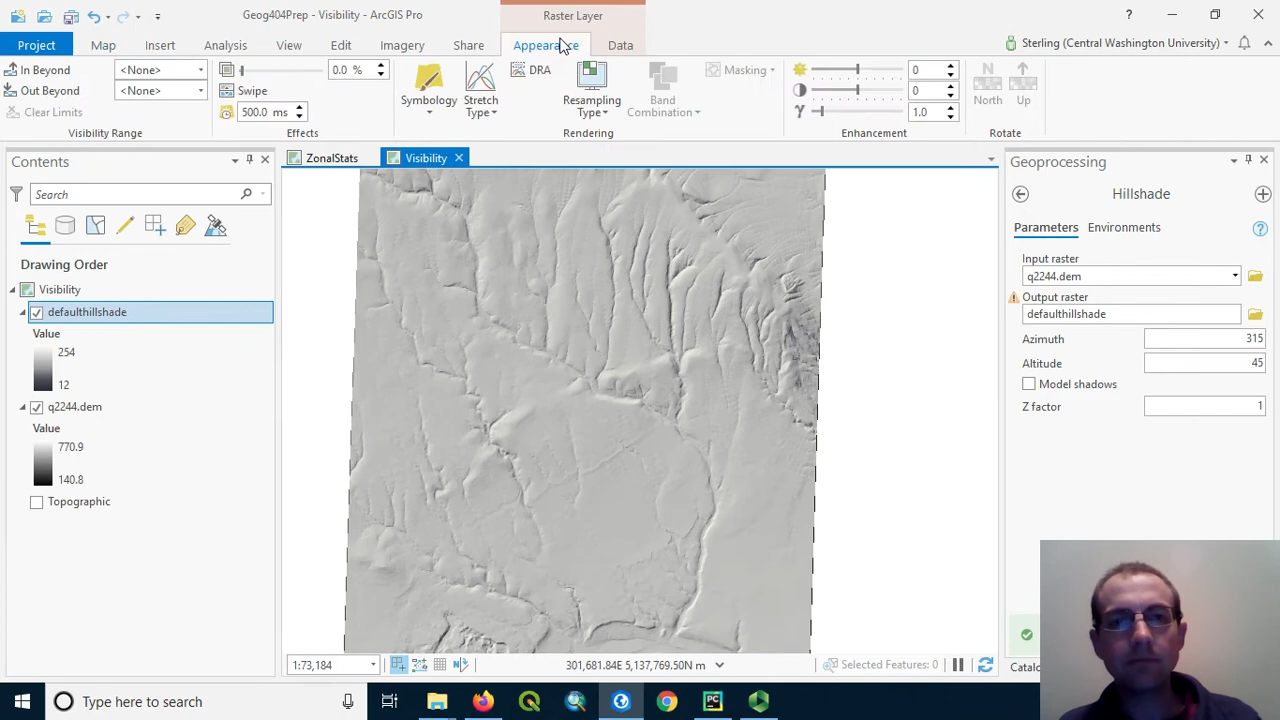 Geog404Prep - Visibility - ArcGIS Pro
Raster Layer
?
Project Map Insert Analysis View Edit Imagery Share Appearance Data
Sterling (Central Washington University)
In Beyond <None>
Out Beyond <None>
Clear Limits
Visibility Range
0.0 %
Swipe
500.0 ms
Effects
Symbology
Stretch Type
DRA
Resampling Type
Band Combination
Masking
Rendering
0
0
1.0
Enhancement
N
North
Up
Rotate
Contents
Search
Drawing Order
Visibility
defaulthillshade
Value
254
12
q2244.dem
Value
770.9
140.8
Topographic
ZonalStats
Visibility
1:73,184
301,681.84E 5,137,769.50N m
Selected Features: 0
Geoprocessing
Hillshade
Parameters Environments
?
Input raster
q2244.dem
Output raster
defaulthillshade
Azimuth 315
Altitude 45
Model shadows
Z factor 1
Catalo
Type here to search
PC